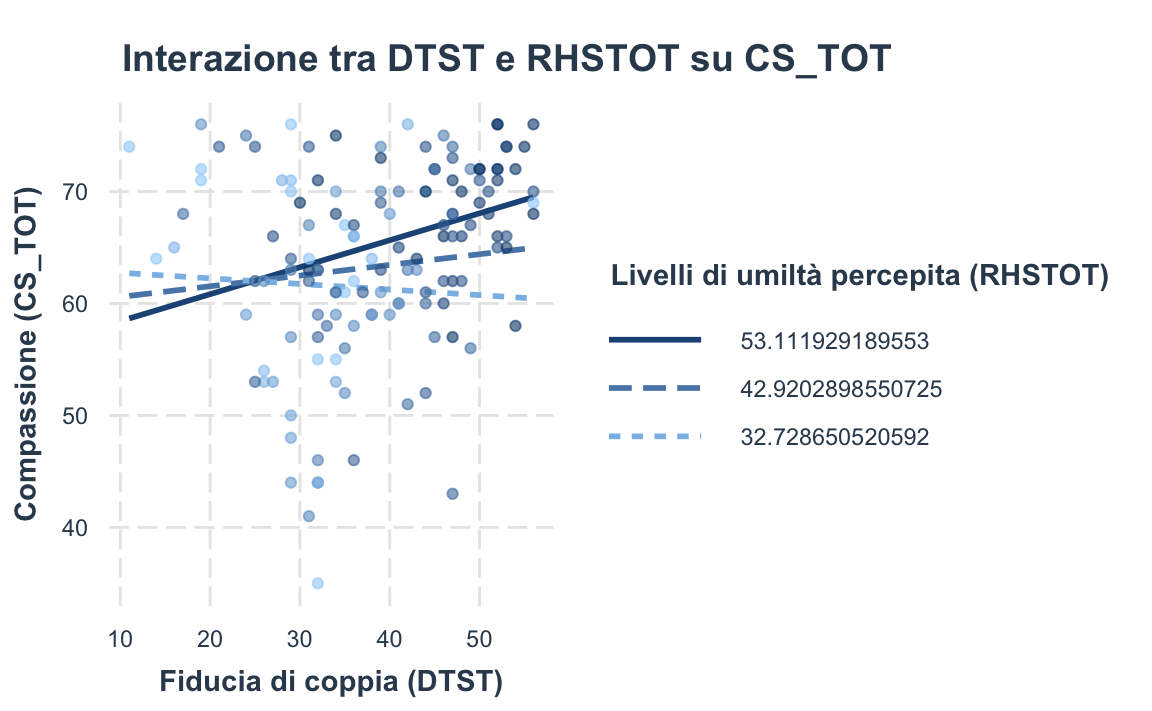 Interazione tra DTST e RHSTOT su CS_TOT
Compassione (CS_TOT)
70
60
50
40
10 20 30 40 50
Fiducia di coppia (DTST)
Livelli di umiltà percepita (RHSTOT)
53.111929189553
42.9202898550725
32.728650520592